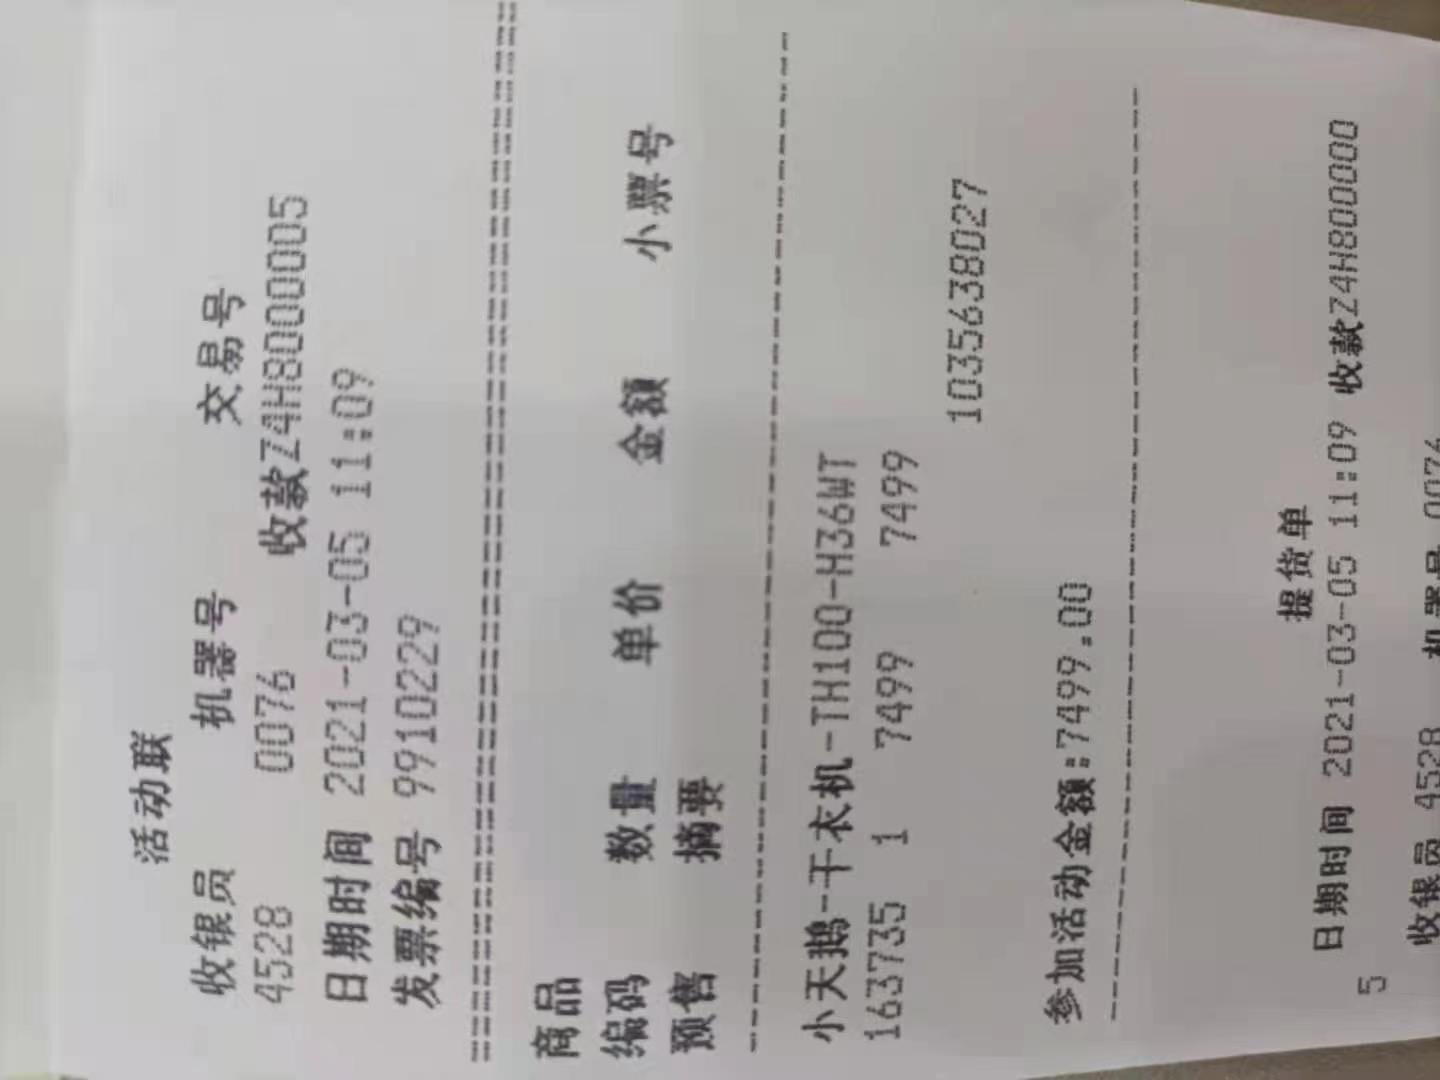 活动联
收银员 机器号 交易号
4528 0076 收款Z4H8000005
日期时间 2021-03-05 11:09
发票编号 9910229
================================
商品
编码 数量 单价 金额 小票号
预售 摘要
--------------------------------
小天鹅-干衣机-TH100-H36WT
163735 1 7499 7499
1035638027
参加活动金额:7499.00
--------------------------------
提货单
日期时间 2021-03-05 11:09 收款Z4H800000
5
收银员 4528 机器号 0076